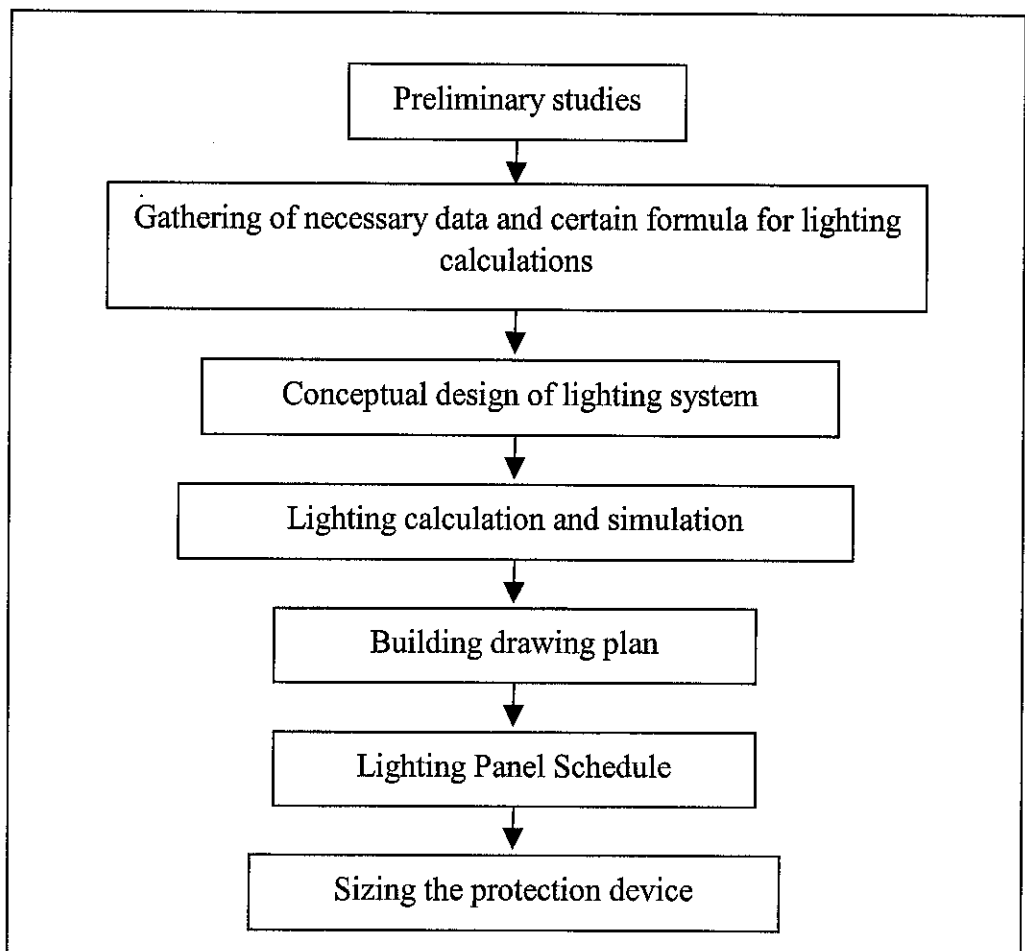 Preliminary studies
Gathering of necessary data and certain formula for lighting
calculations
Conceptual design of lighting system
Lighting calculation and simulation
Building drawing plan
Lighting Panel Schedule
Sizing the protection device